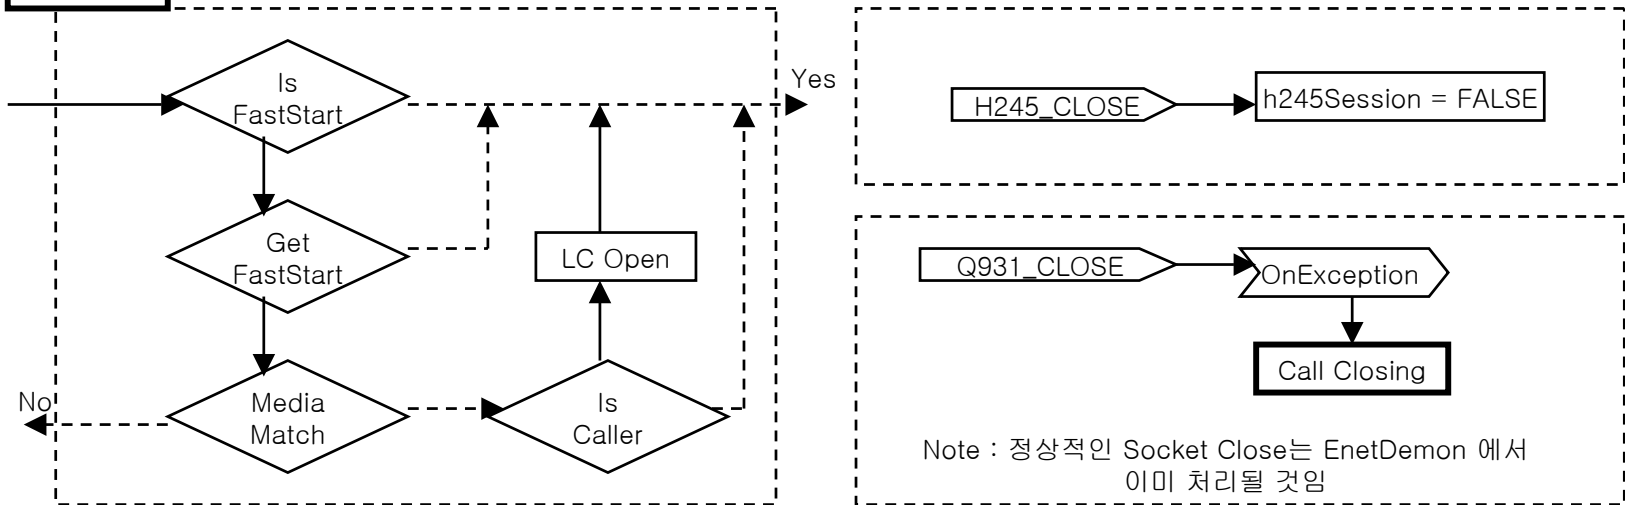 Is
FastStart
Yes
Get
FastStart
LC Open
No
Media
Match
Is
Caller
H245_CLOSE
h245Session = FALSE
Q931_CLOSE
OnException
Call Closing
Note : 정상적인 Socket Close는 EnetDemon 에서
이미 처리될 것임